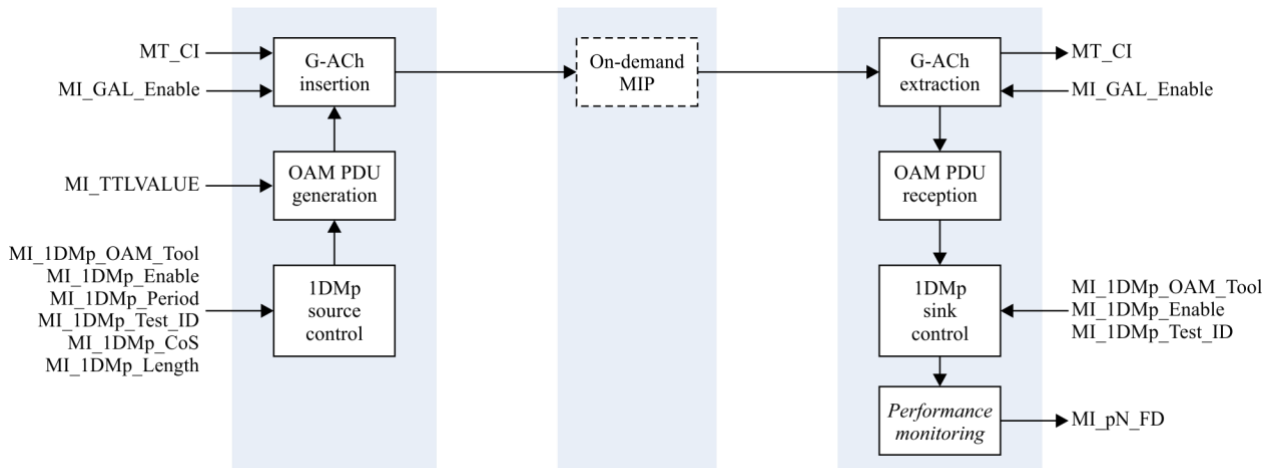 MT_CI
MI_GAL_Enable
G-ACh
insertion
On-demand
MIP
G-ACh
extraction
MT_CI
MI_GAL_Enable
MI_TTLVALUE
OAM PDU
generation
OAM PDU
reception
MI_1DMp_OAM_Tool
MI_1DMp_Enable
MI_1DMp_Period
MI_1DMp_Test_ID
MI_1DMp_CoS
MI_1DMp_Length
1DMp
source
control
1DMp
sink
control
MI_1DMp_OAM_Tool
MI_1DMp_Enable
MI_1DMp_Test_ID
Performance
monitoring
MI_pN_FD